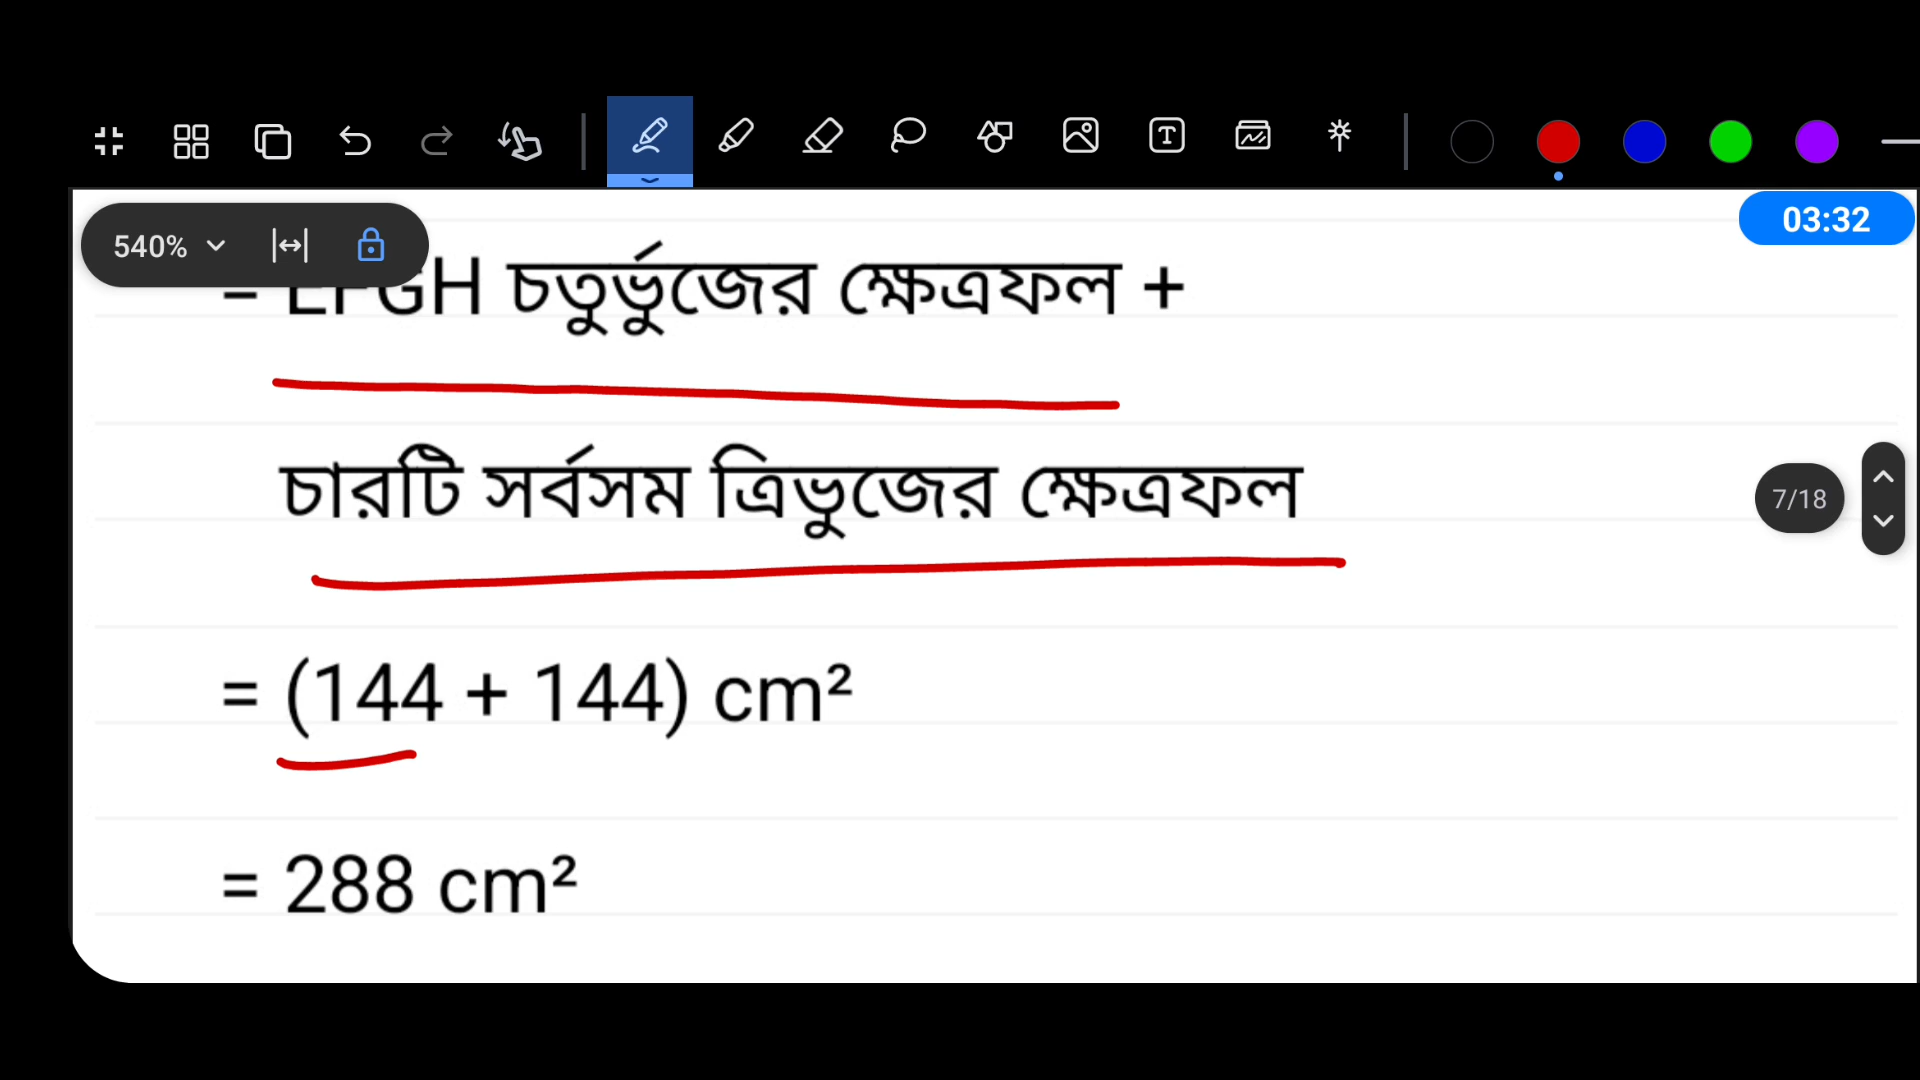 540%
03:32
= EFGH চতুর্ভুজের ক্ষেত্রফল +
চারটি সর্বসম ত্রিভুজের ক্ষেত্রফল
7/18
= (144 + 144) cm²
= 288 cm²